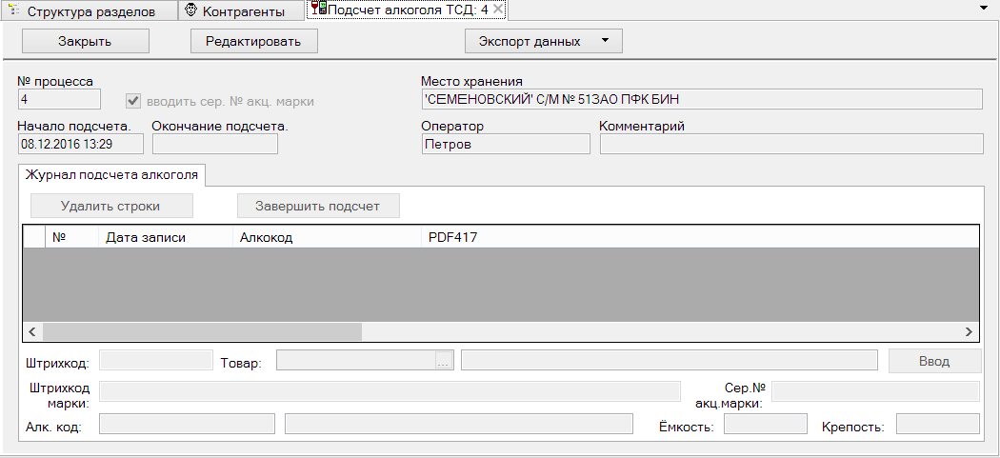 Структура разделов Контрагенты Подсчет алкоголя ТСД: 4
Закрыть Редактировать Экспорт данных
№ процесса Место хранения
4 вводить сер. № акц. марки 'СЕМЕНОВСКИЙ' С/М № 513АО ПФК БИН
Начало подсчета. Окончание подсчета. Оператор Комментарий
08.12.2016 13:29 Петров
Журнал подсчета алкоголя
Удалить строки Завершить подсчет
№ Дата записи Алкокод PDF417
Штрихкод: Товар: ... Ввод
Штрихкод Сер.№
марки: акц.марки:
Алк. код: Ёмкость: Крепость: